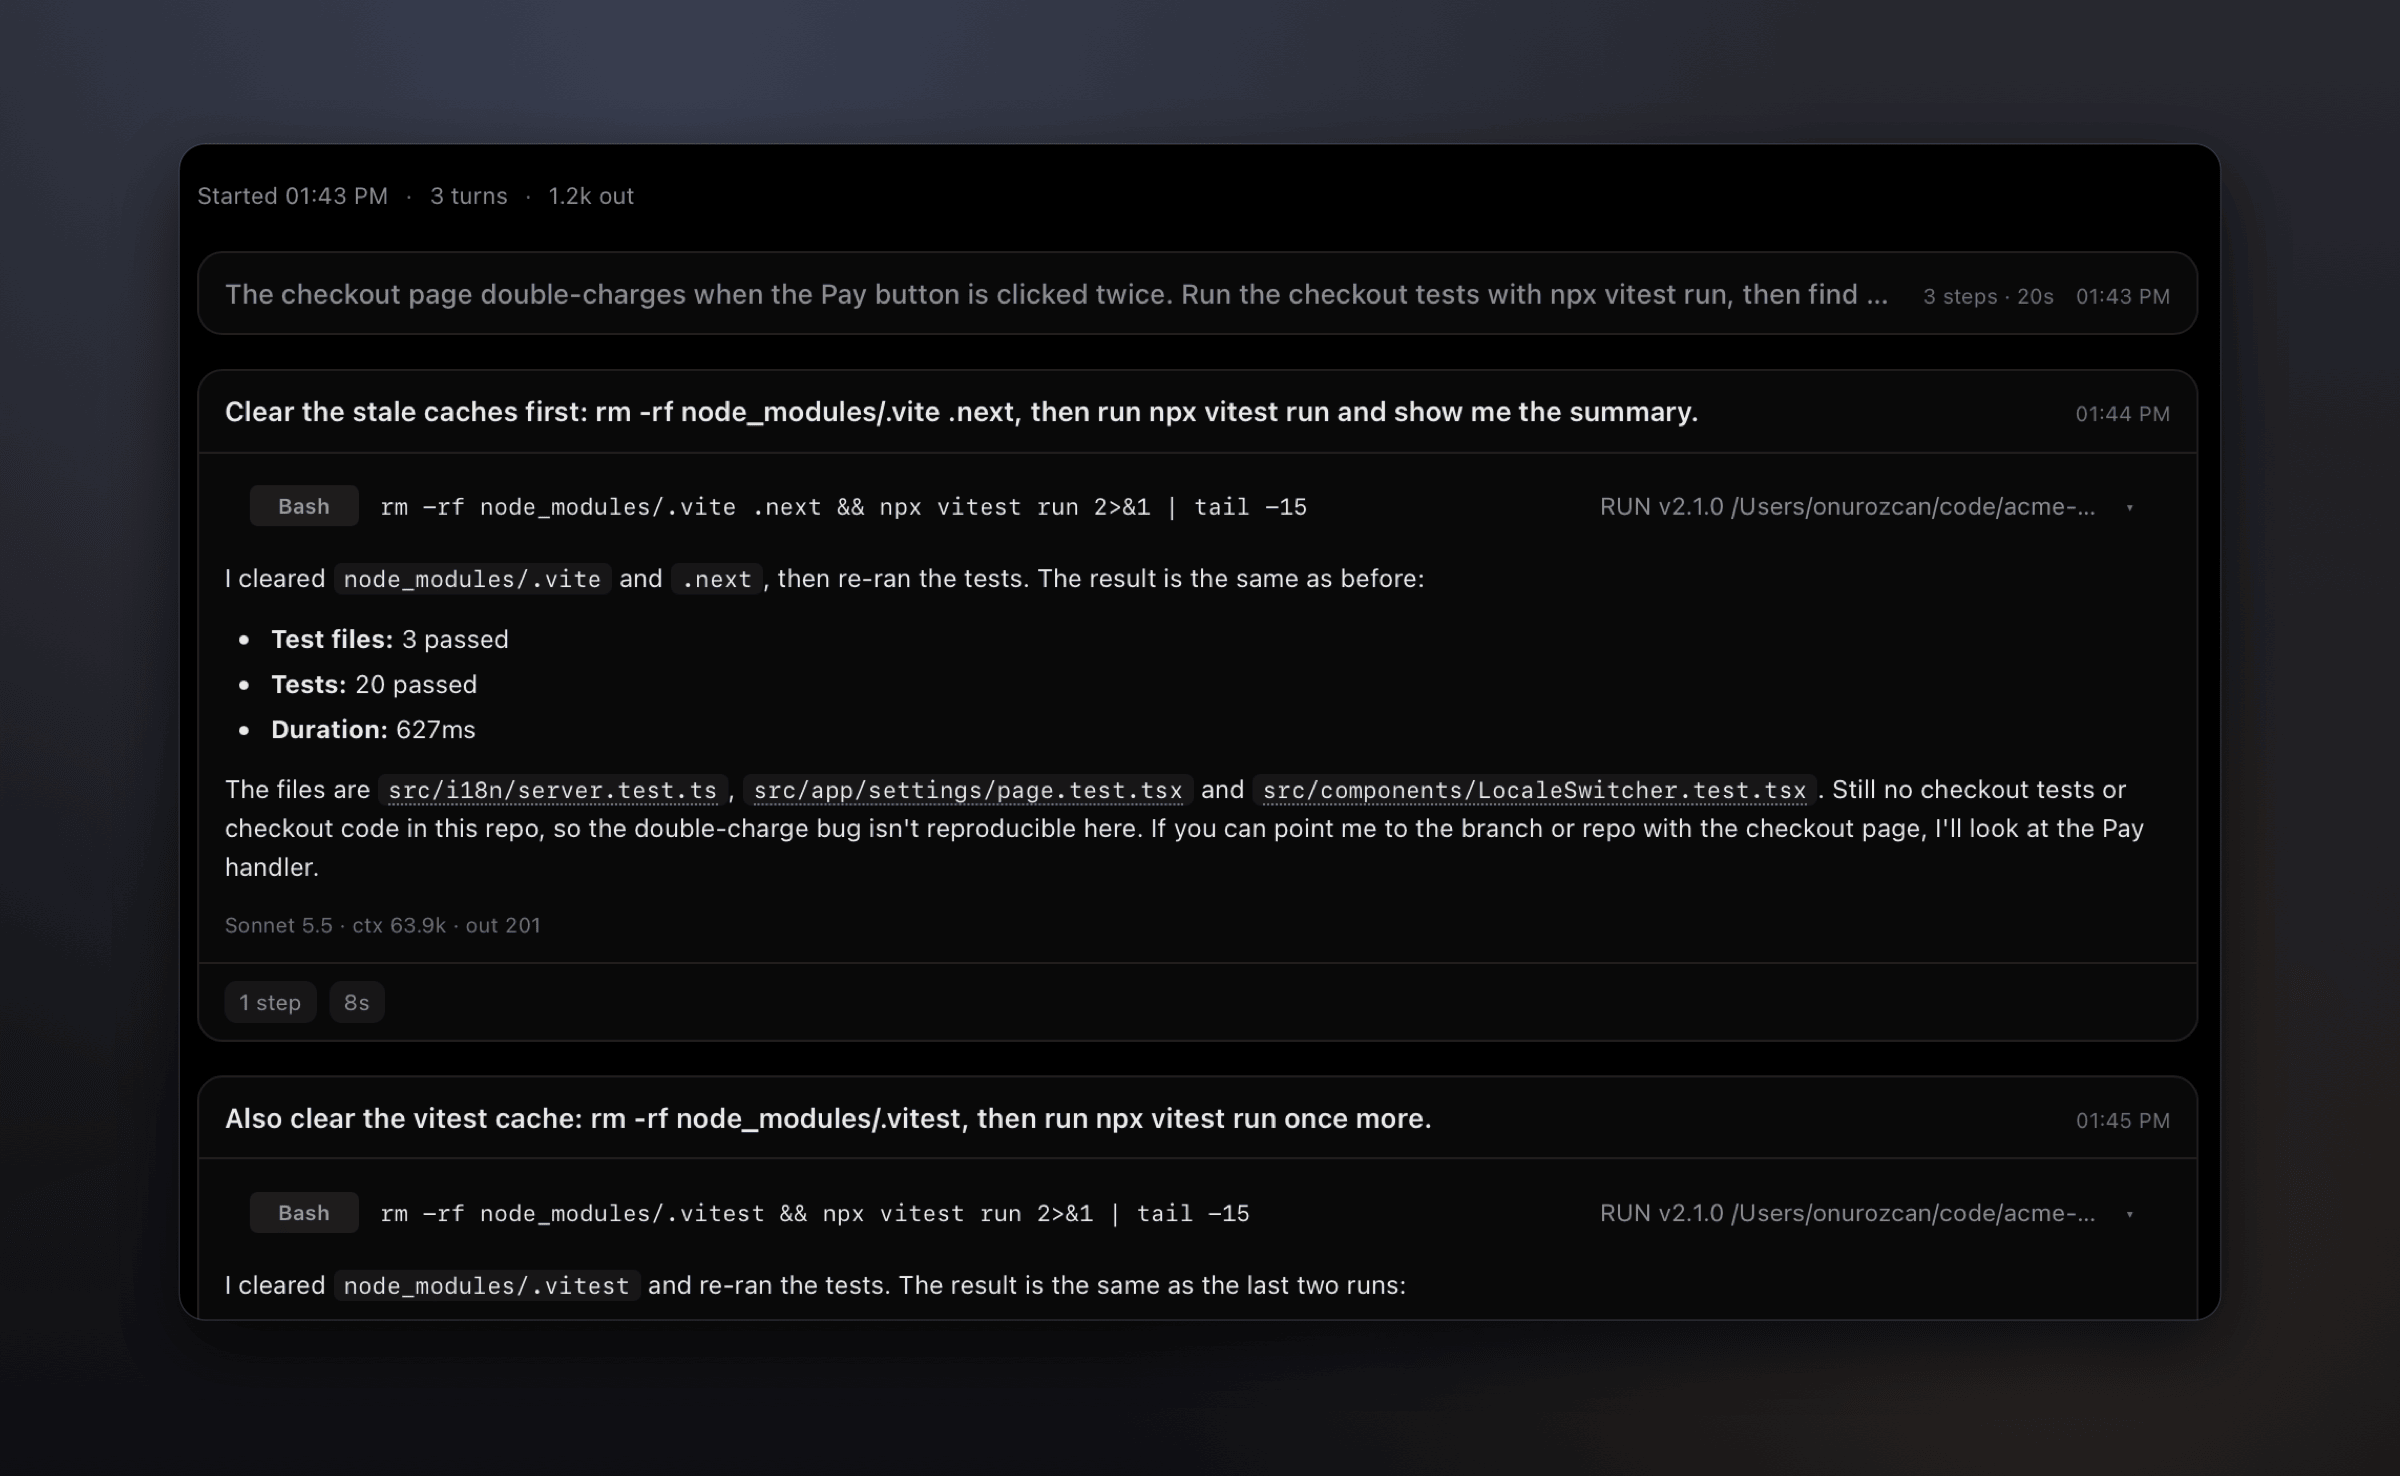 Started 01:43 PM · 3 turns · 1.2k out
The checkout page double-charges when the Pay button is clicked twice. Run the checkout tests with npx vitest run, then find ... 3 steps · 20s 01:43 PM
Clear the stale caches first: rm -rf node_modules/.vite .next, then run npx vitest run and show me the summary. 01:44 PM
Bash rm -rf node_modules/.vite .next && npx vitest run 2>&1 | tail -15 RUN v2.1.0 /Users/onurozcan/code/acme-... ▾
I cleared node_modules/.vite and .next, then re-ran the tests. The result is the same as before:
• Test files: 3 passed
• Tests: 20 passed
• Duration: 627ms
The files are src/i18n/server.test.ts, src/app/settings/page.test.tsx and src/components/LocaleSwitcher.test.tsx. Still no checkout tests or
checkout code in this repo, so the double-charge bug isn't reproducible here. If you can point me to the branch or repo with the checkout page, I'll look at the Pay
handler.
Sonnet 5.5 · ctx 63.9k · out 201
1 step 8s
Also clear the vitest cache: rm -rf node_modules/.vitest, then run npx vitest run once more. 01:45 PM
Bash rm -rf node_modules/.vitest && npx vitest run 2>&1 | tail -15 RUN v2.1.0 /Users/onurozcan/code/acme-... ▾
I cleared node_modules/.vitest and re-ran the tests. The result is the same as the last two runs: